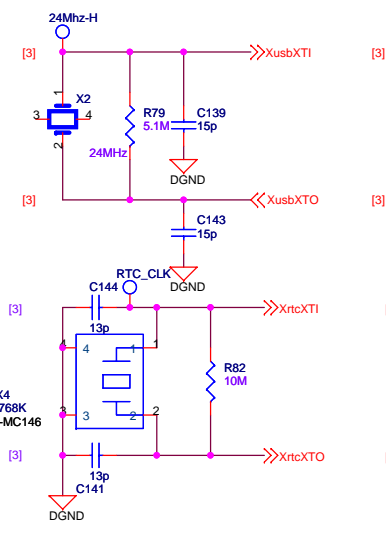 24Mhz-H
[3]
XusbXTI
[3]
1
X2
3
4
2
R79
5.1M
24MHz
C139
15p
DGND
[3]
XusbXTO
[3]
C143
15p
DGND
RTC_CLK
C144
[3]
XrtcXTI
13p
4
1
1
R82
10M
X4
768K
-MC146
3
2
2
[3]
XrtcXTO
13p
C141
DGND